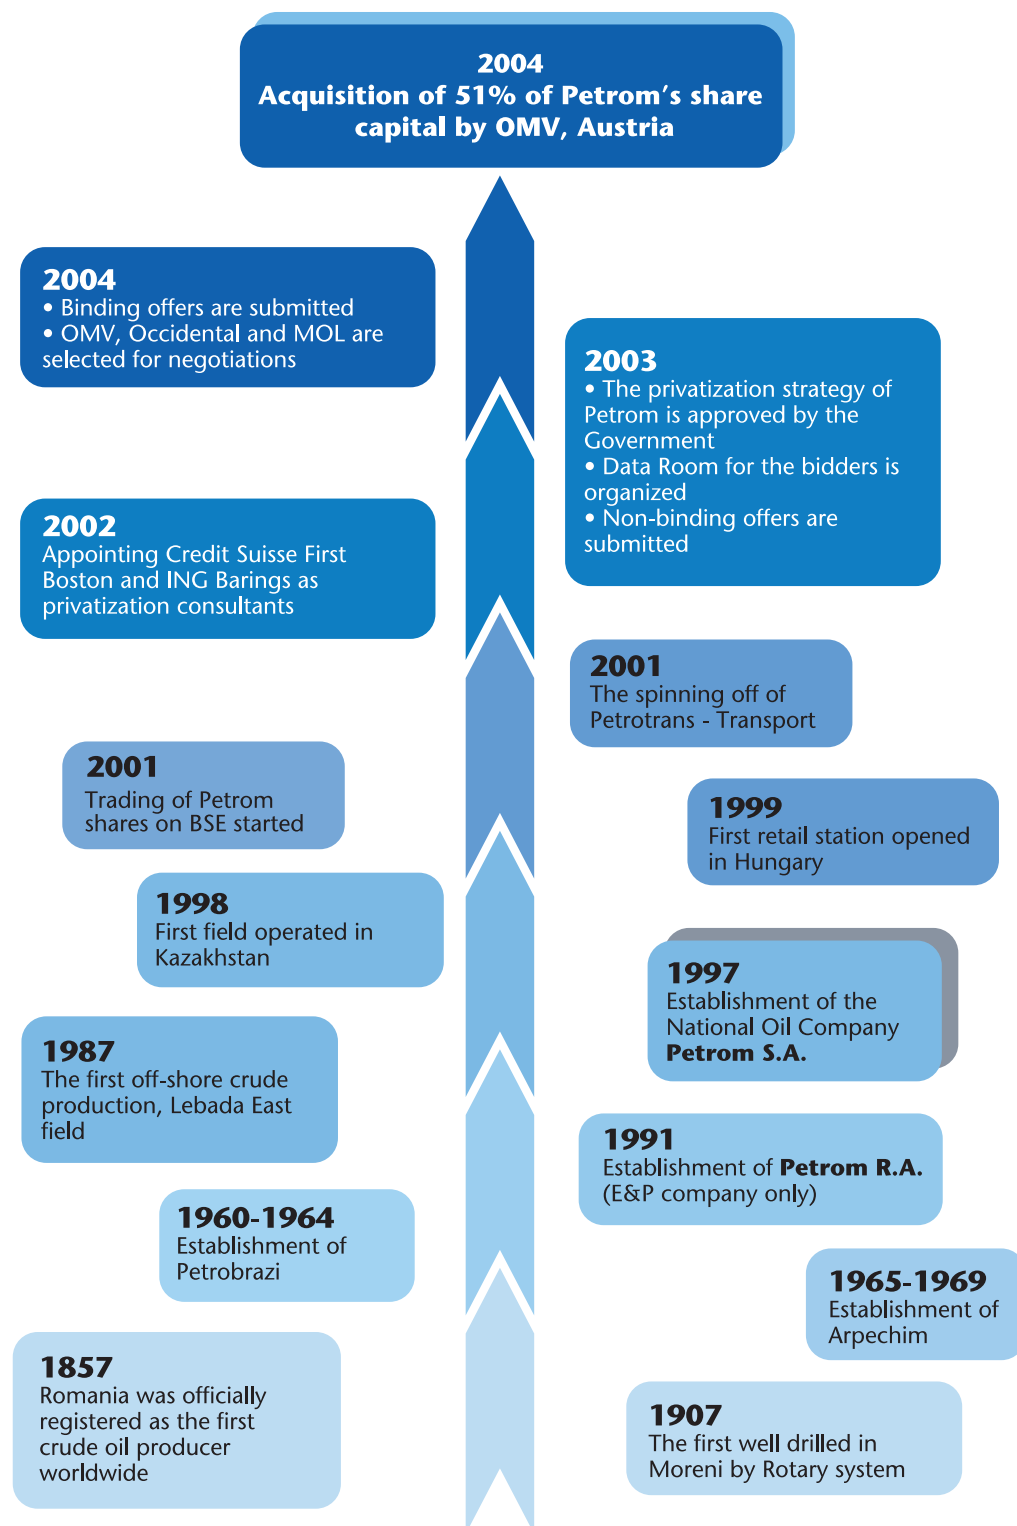 2004
Acquisition of 51% of Petrom's share
capital by OMV, Austria
2004
• Binding offers are submitted
• OMV, Occidental and MOL are
selected for negotiations
2003
• The privatization strategy of
Petrom is approved by the
Government
• Data Room for the bidders is
organized
• Non-binding offers are
submitted
2002
Appointing Credit Suisse First
Boston and ING Barings as
privatization consultants
2001
The spinning off of
Petrotrans - Transport
2001
Trading of Petrom
shares on BSE started
1999
First retail station opened
in Hungary
1998
First field operated in
Kazakhstan
1997
Establishment of the
National Oil Company
Petrom S.A.
1987
The first off-shore crude
production, Lebada East
field
1991
Establishment of Petrom R.A.
(E&P company only)
1960-1964
Establishment of
Petrobrazi
1965-1969
Establishment of
Arpechim
1857
Romania was officially
registered as the first
crude oil producer
worldwide
1907
The first well drilled in
Moreni by Rotary system